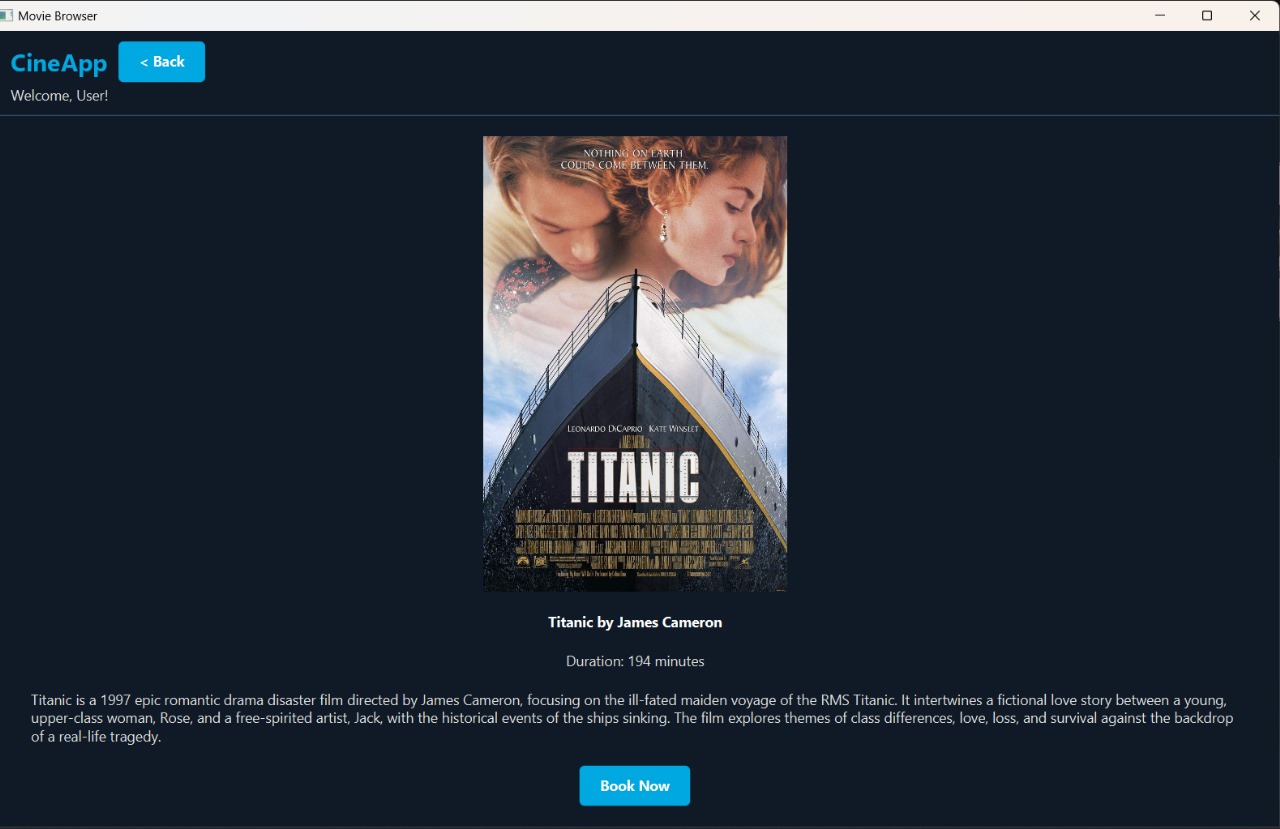 Movie Browser
CineApp
< Back
Welcome, User!
NOTHING ON EARTH
COULD COME BETWEEN THEM.
LEONARDO DICAPRIO KATE WINSLET
TITANIC
Titanic by James Cameron
Duration: 194 minutes
Titanic is a 1997 epic romantic drama disaster film directed by James Cameron, focusing on the ill-fated maiden voyage of the RMS Titanic. It intertwines a fictional love story between a young,
upper-class woman, Rose, and a free-spirited artist, Jack, with the historical events of the ships sinking. The film explores themes of class differences, love, loss, and survival against the backdrop
of a real-life tragedy.
Book Now